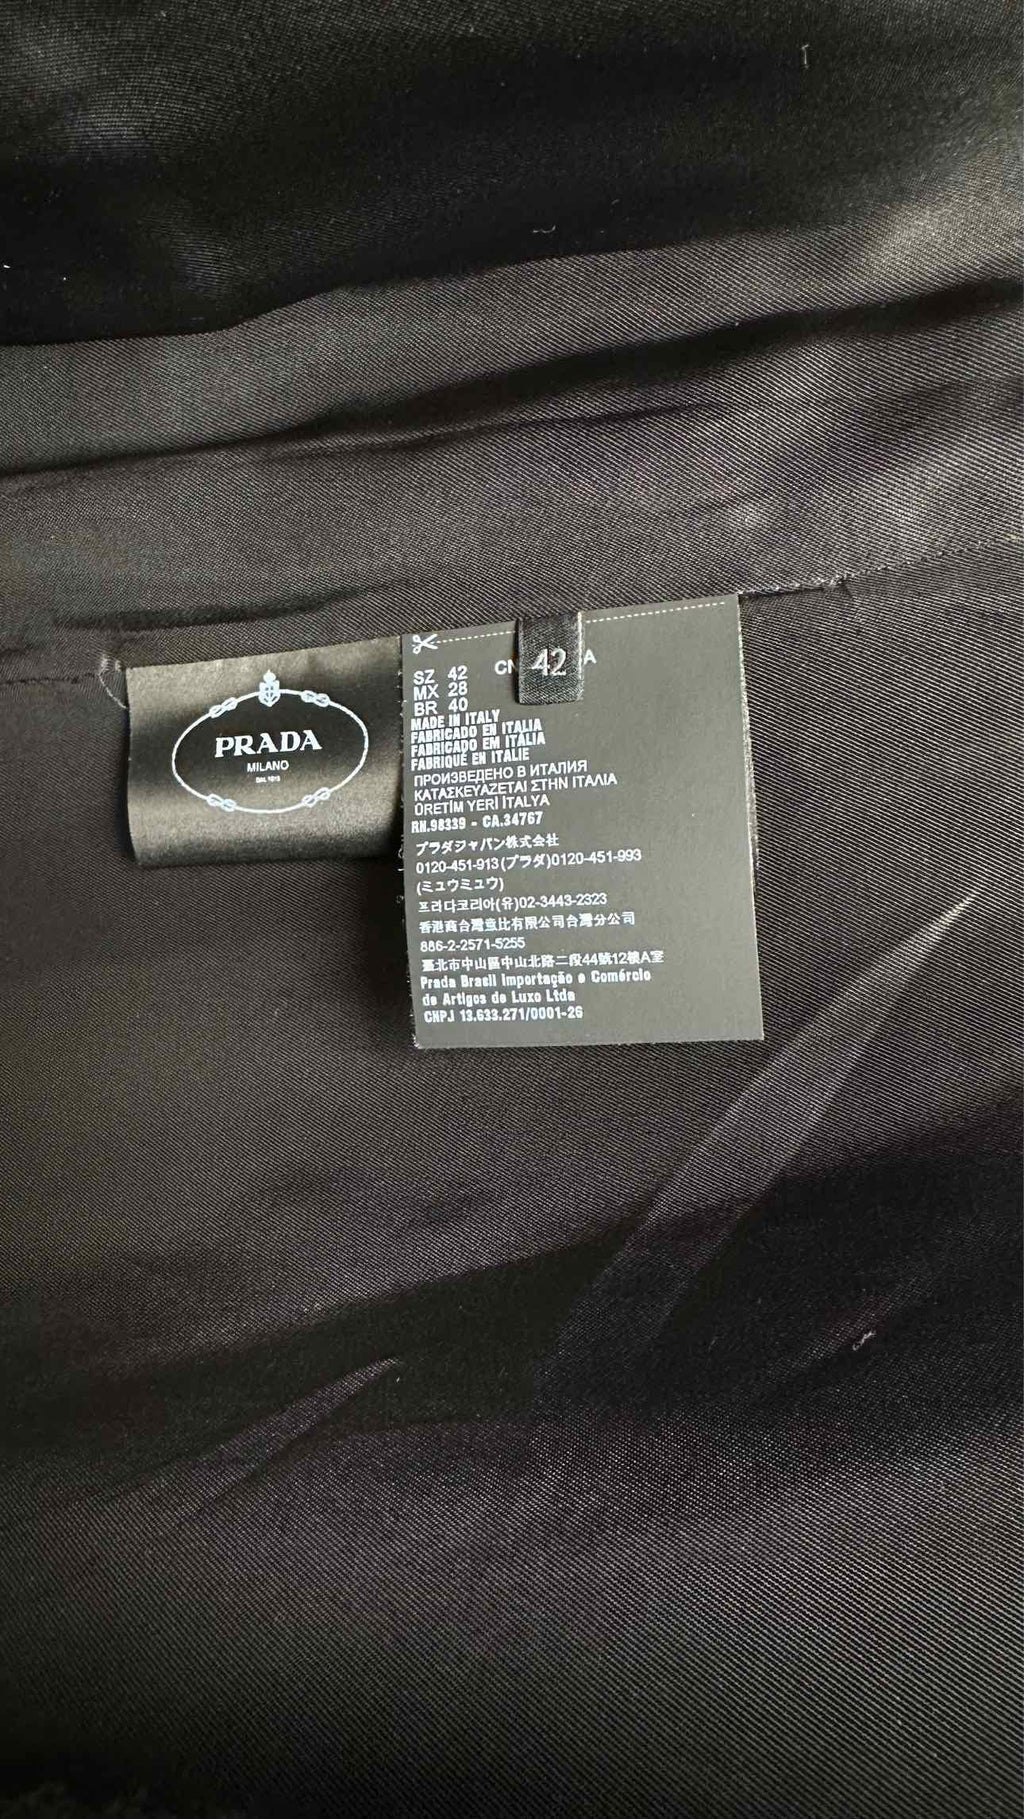 PRADA
MILANO
DAL 1913
42
SZ 42 CN A
MX 28
BR 40
MADE IN ITALY
FABRICADO EN ITALIA
FABRICADO EM ITALIA
FABRIQUÉ EN ITALIE
ПРОИЗВЕДЕНО В ИТАЛИЯ
ΚΑΤΑΣΚΕΥΑΖΕΤΑΙ ΣΤΗΝ ΙΤΑΛΙΑ
ÜRETİM YERİ İTALYA
RN.98339 - CA.34767
プラダジャパン株式会社
0120-451-913(プラダ)0120-451-993
(ミュウミュウ)
프라다코리아(유)02-3443-2323
香港商台灣意比有限公司台灣分公司
886-2-2571-5255
臺北市中山區中山北路二段44號12樓A室
Prada Brasil Importação e Comércio
de Artigos de Luxo Ltda
CNPJ 13.633.271/0001-26